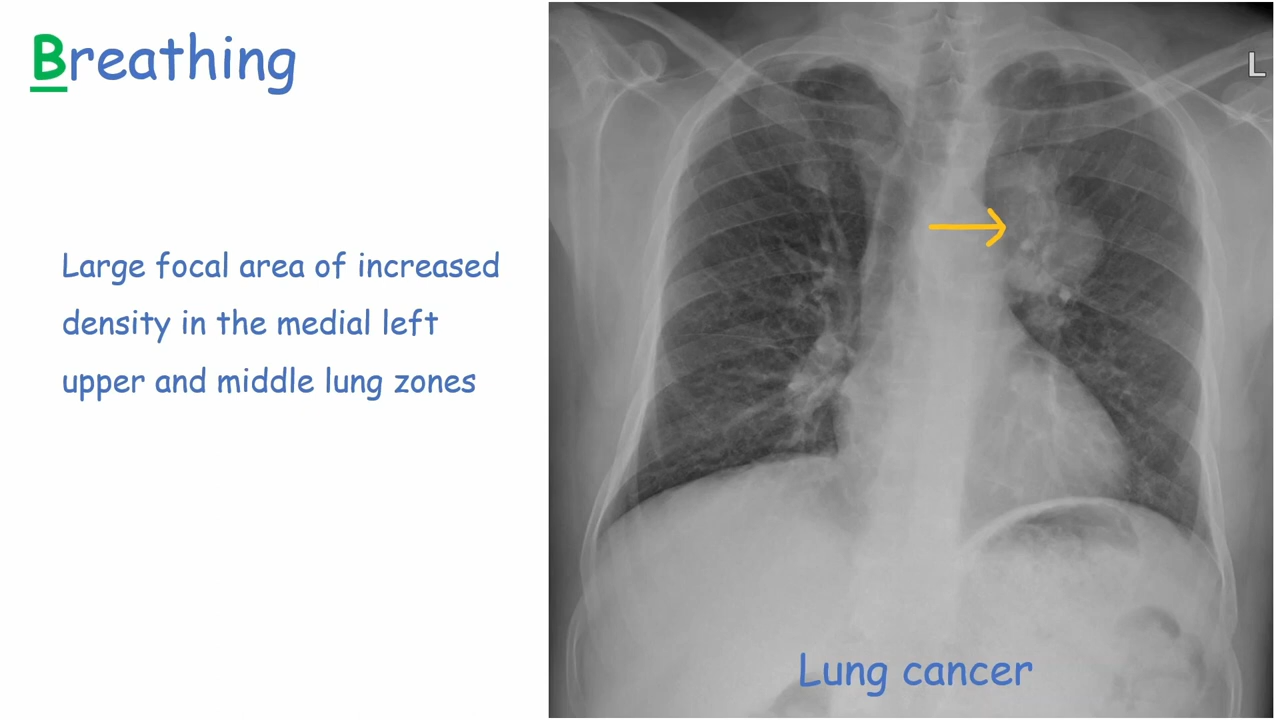 Breathing
L
Large focal area of increased
density in the medial left
upper and middle lung zones
Lung cancer